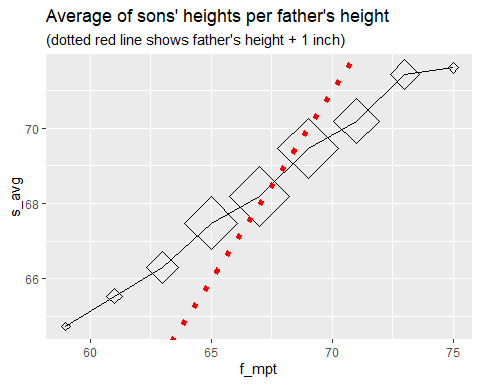 Average of sons' heights per father's height
(dotted red line shows father's height + 1 inch)
70
68
66
s_avg
60
65
70
75
f_mpt